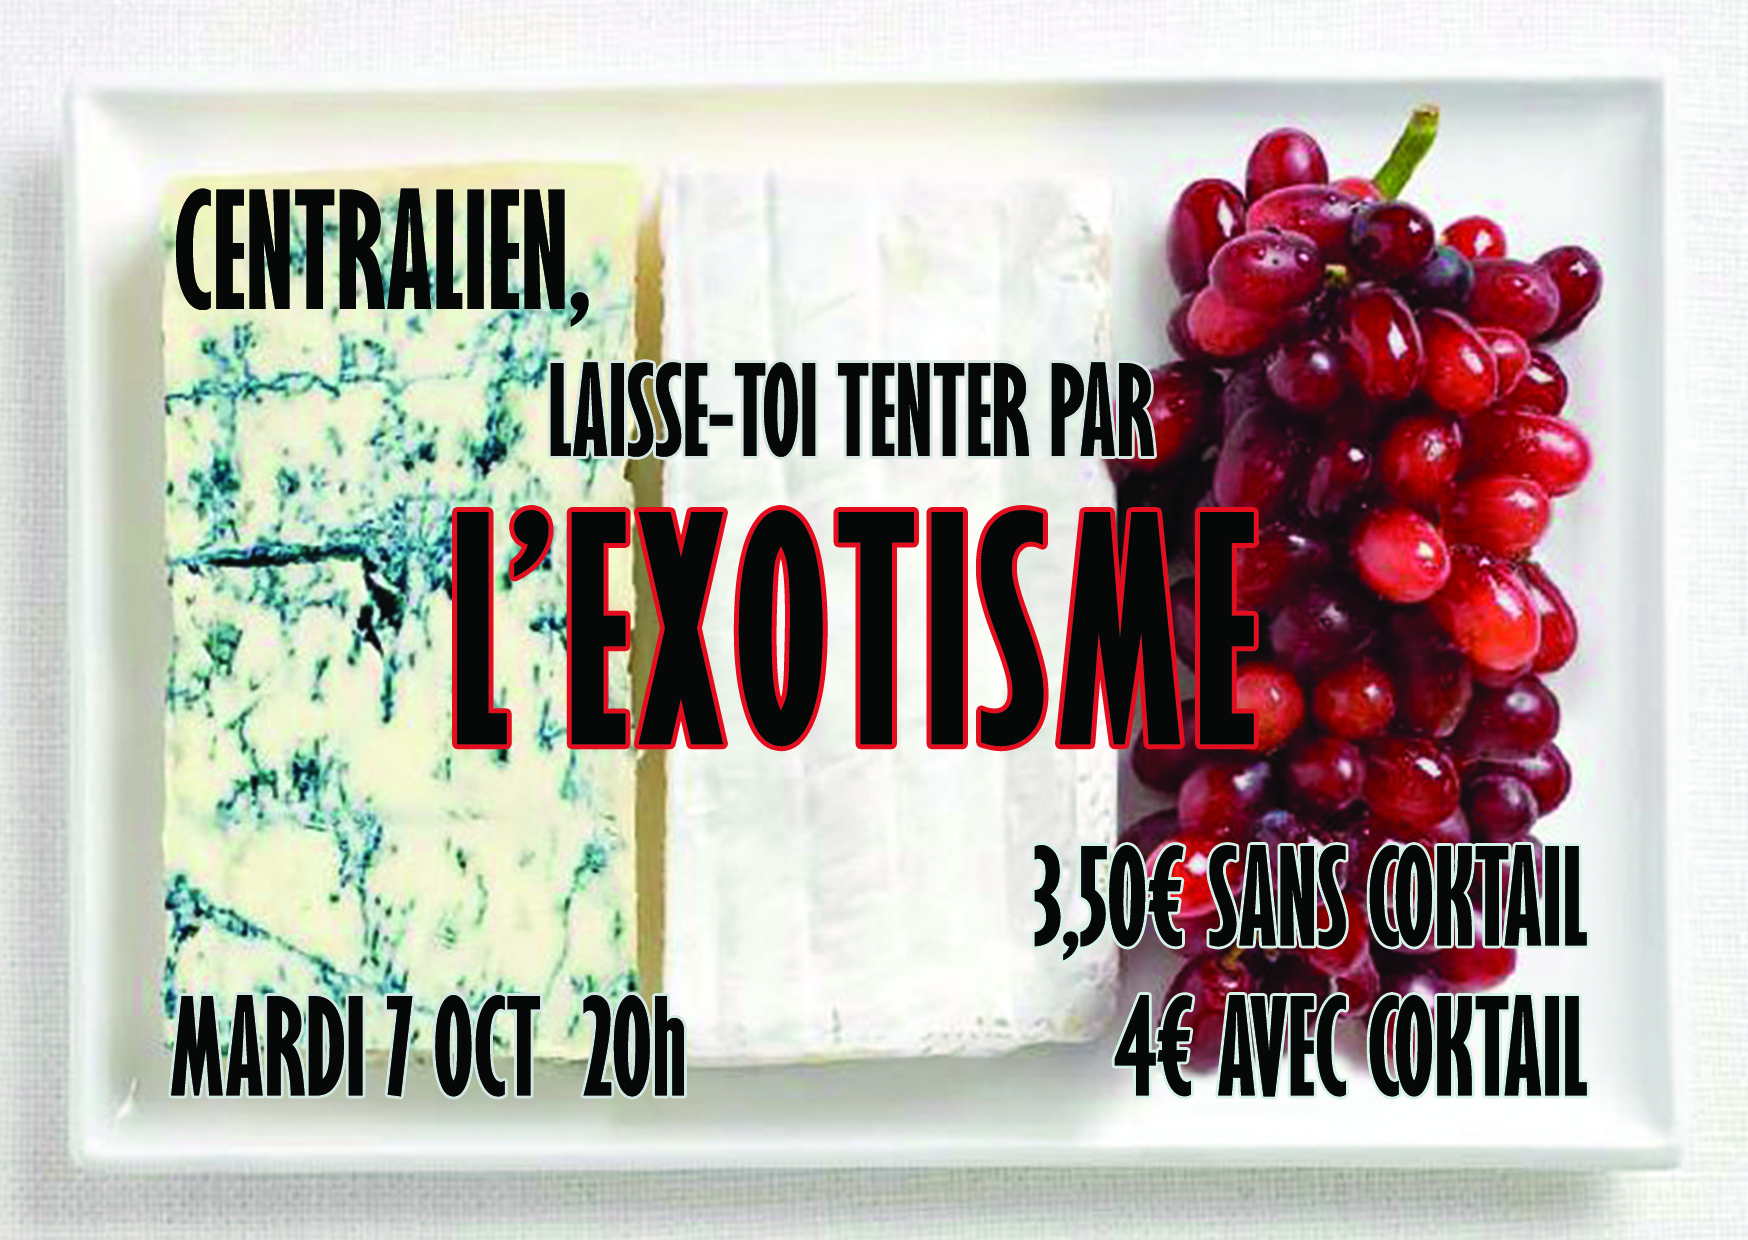 CENTRALIEN,
LAISSE-TOI TENTER PAR
L'EXOTISME
3,50€ SANS COKTAIL
MARDI 7 OCT 20h
4€ AVEC COKTAIL